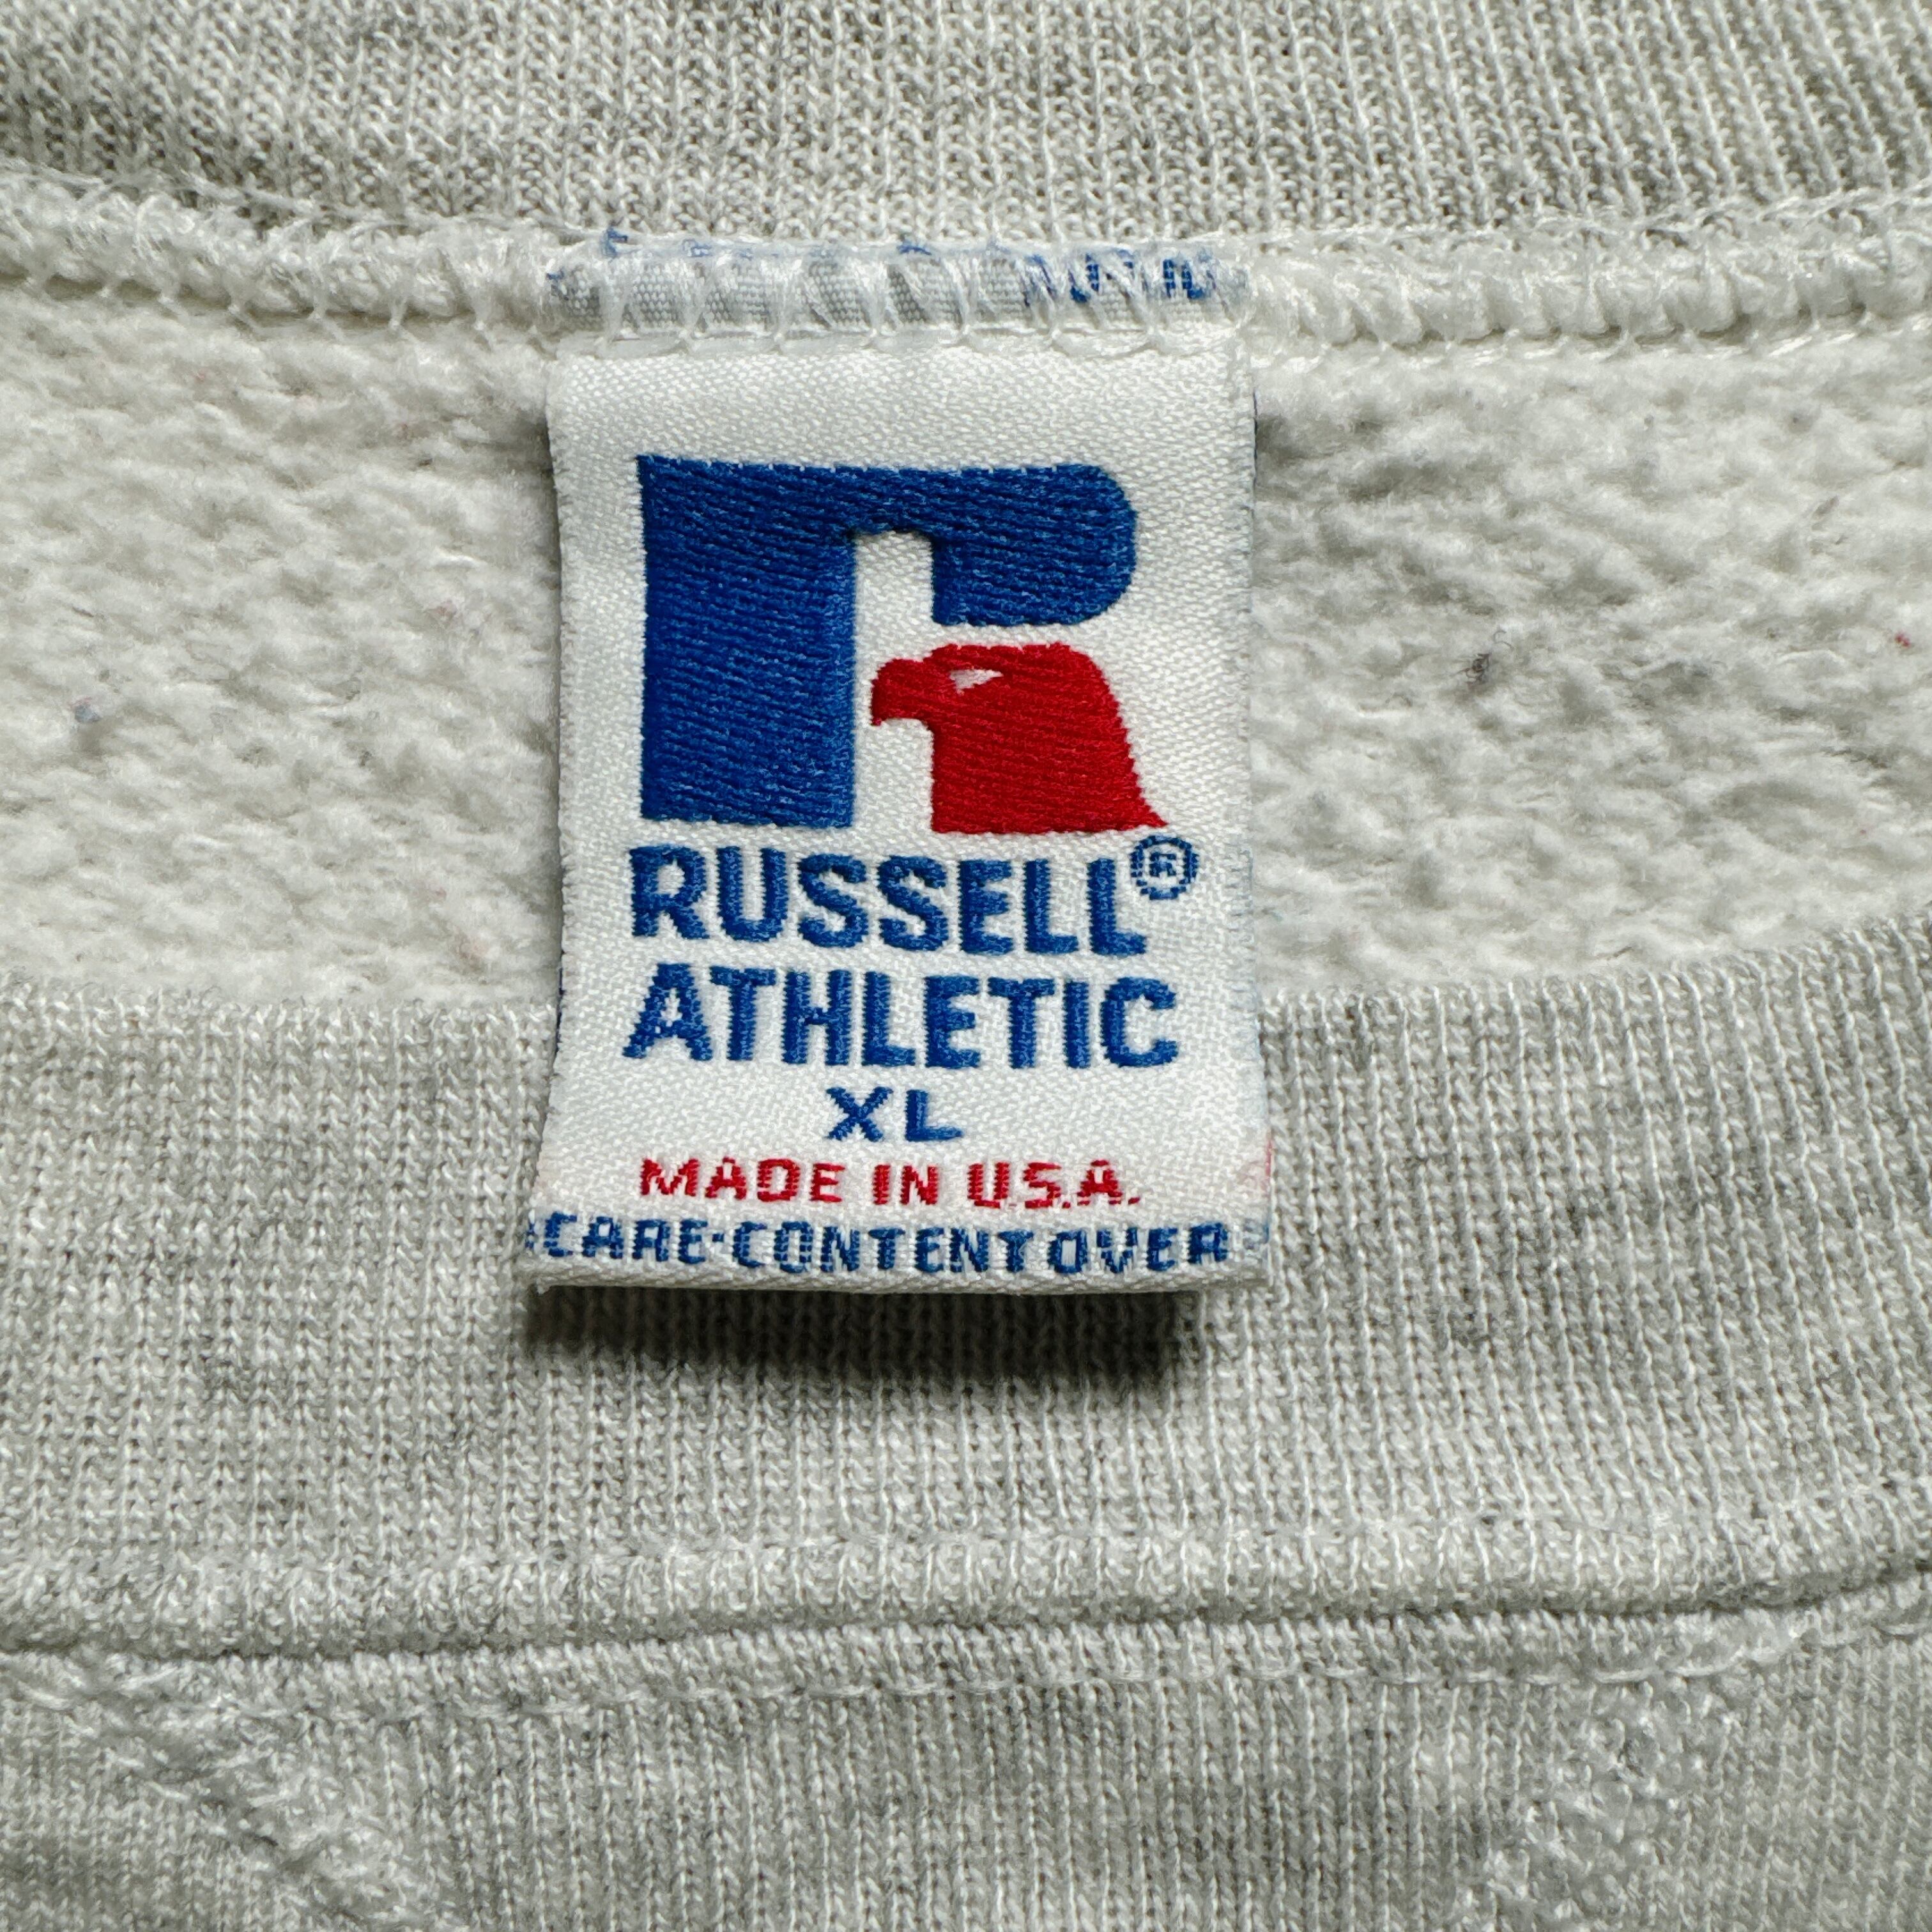 RUSSELL®
ATHLETIC
XL
MADE IN U.S.A.
CARE·CONTENT OVER